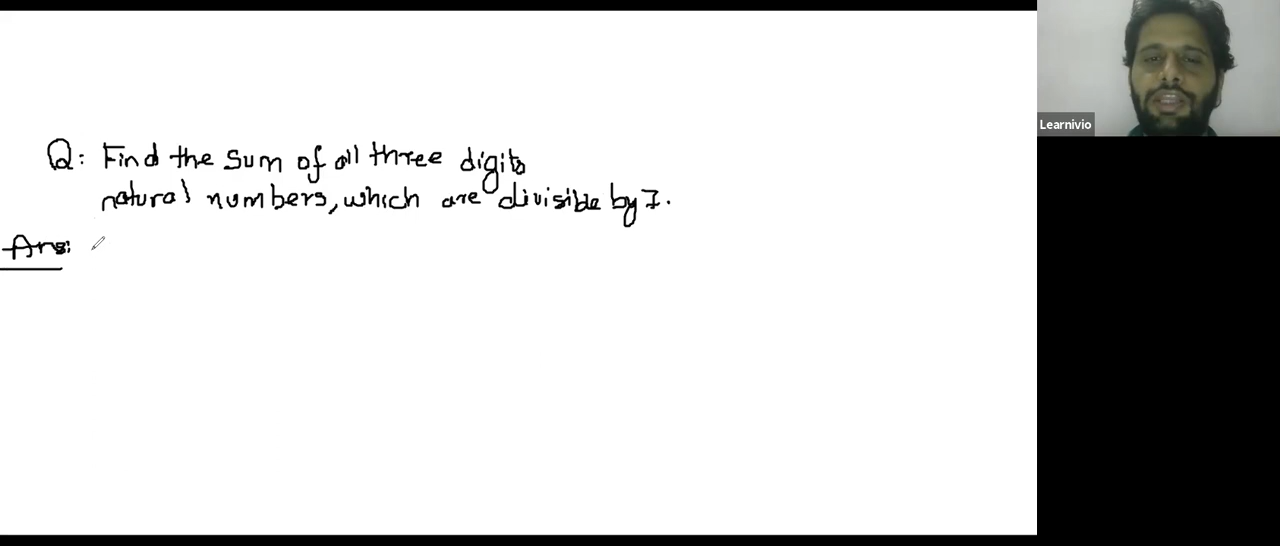 Q: Find the sum of all three digits
natural numbers, which are divisible by 7.
Ans:
Learnivio